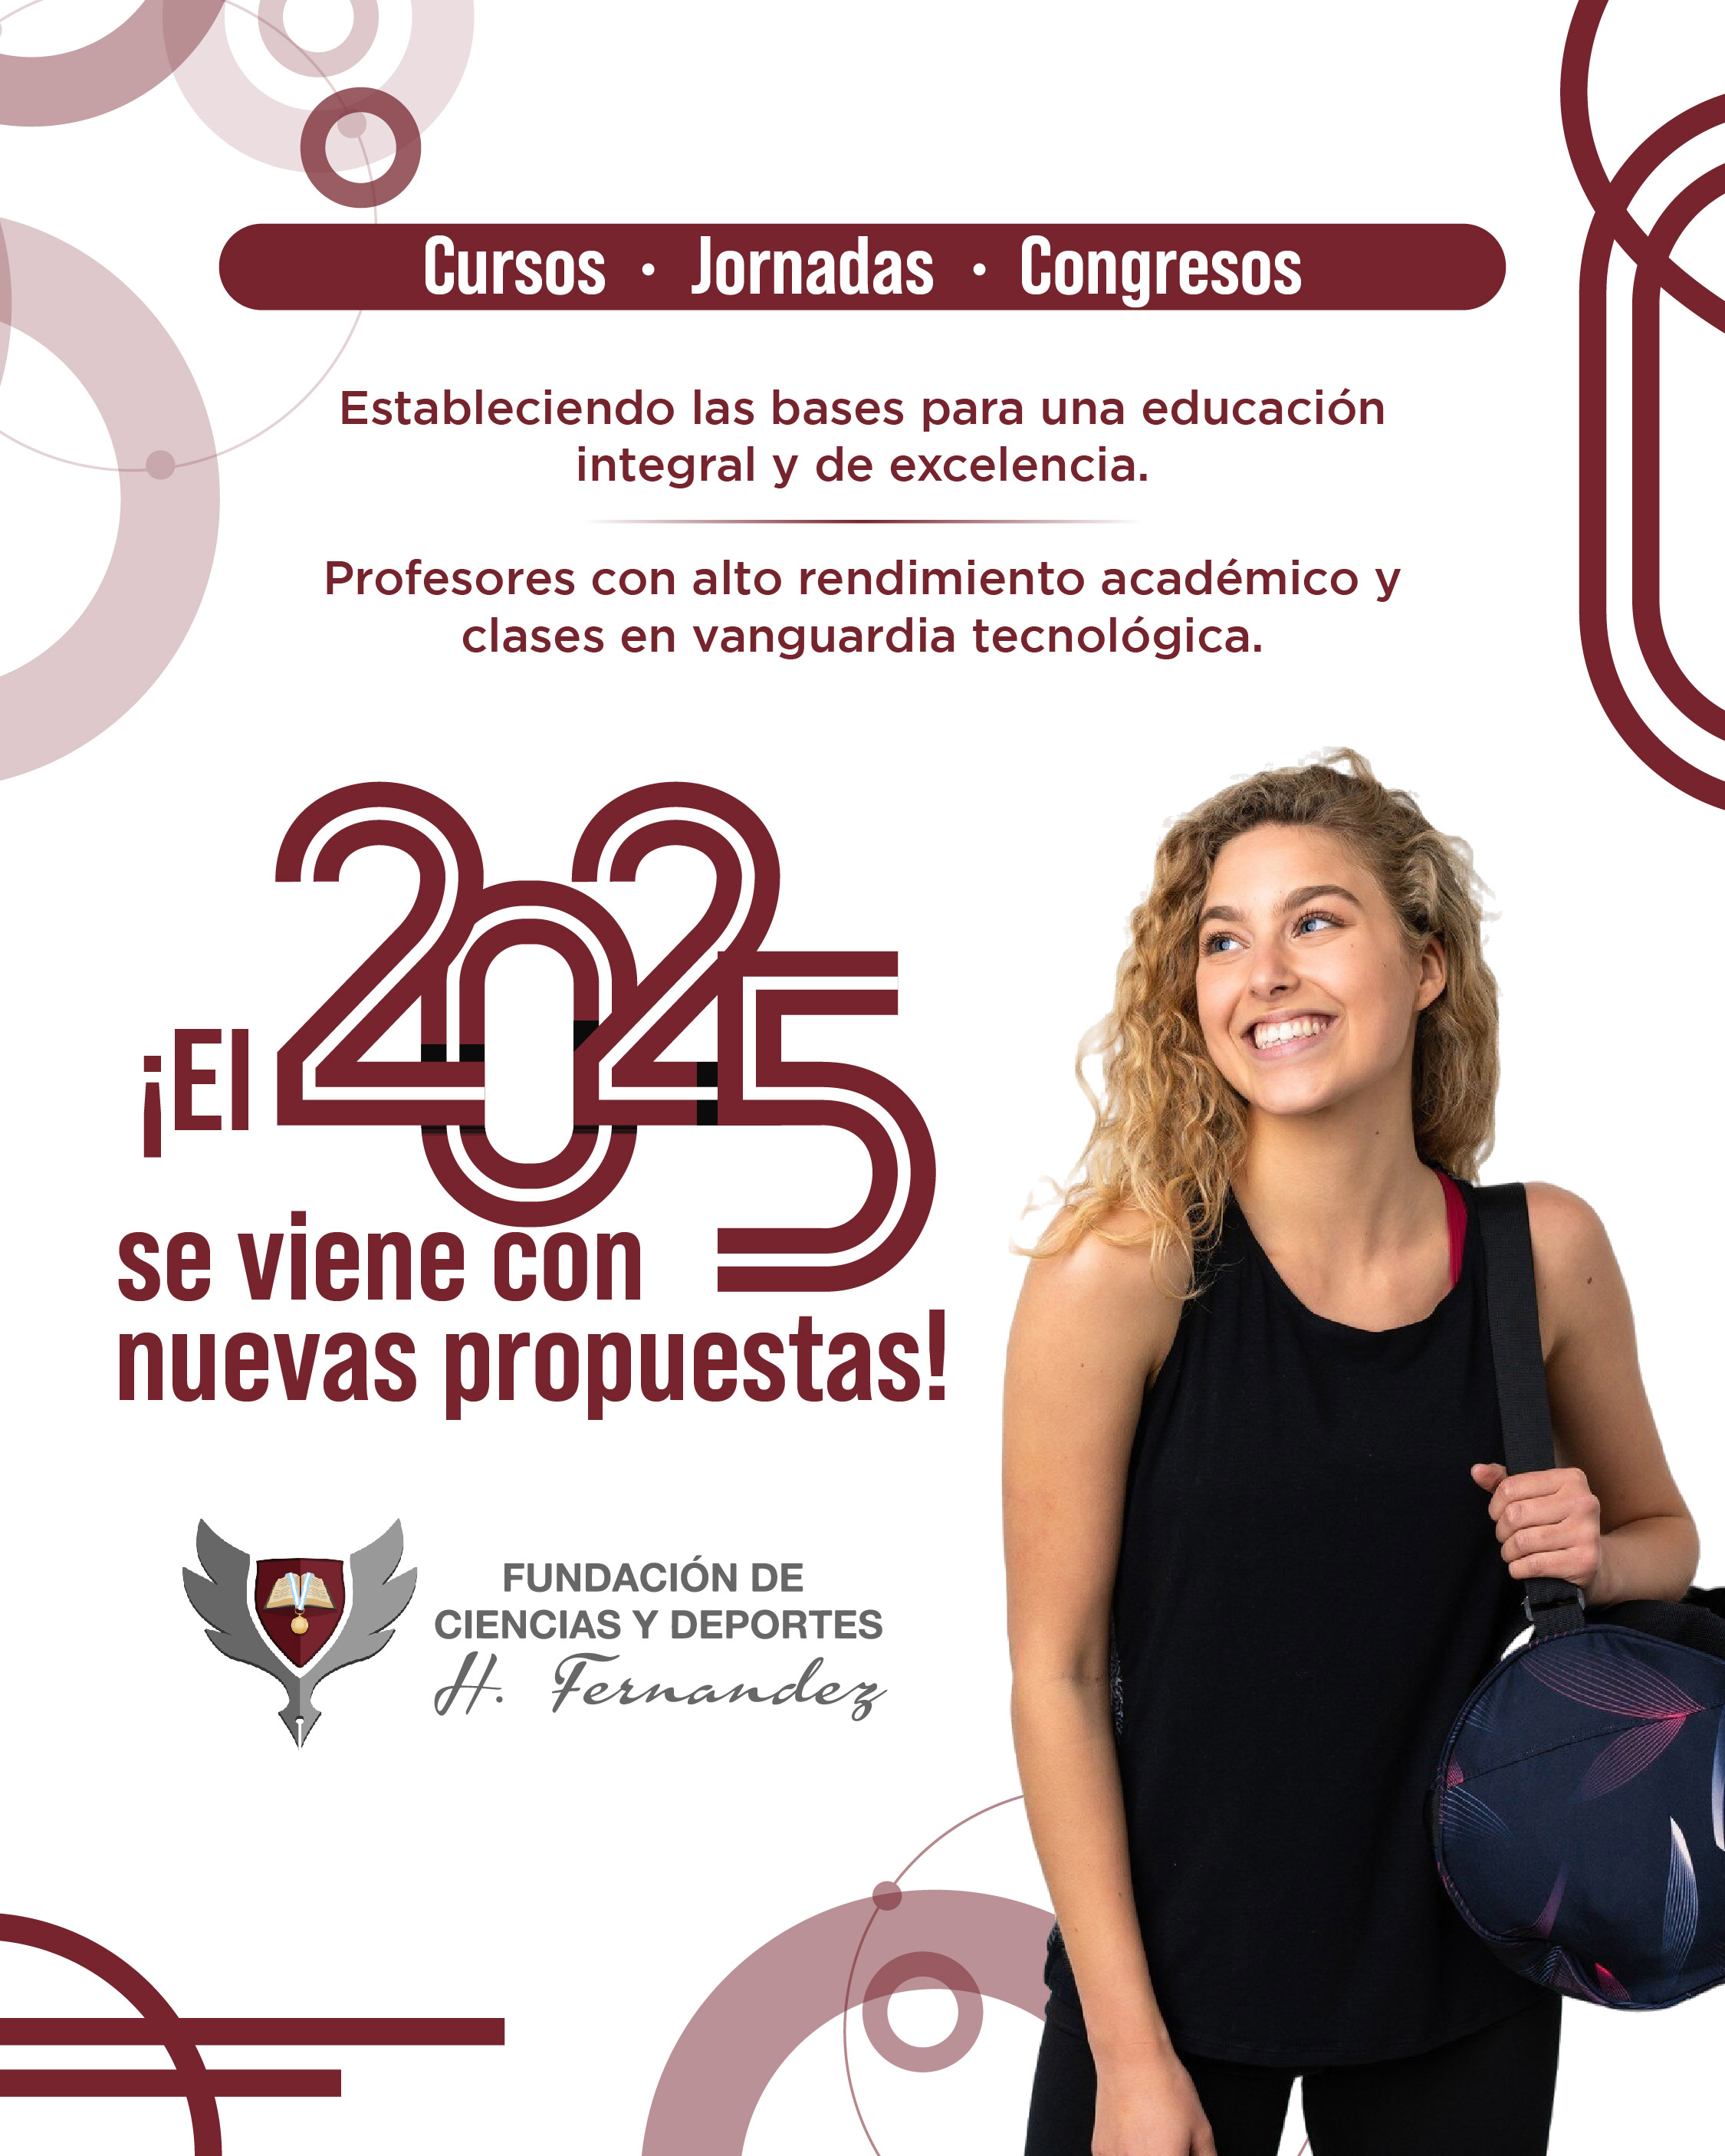 Cursos · Jornadas · Congresos
Estableciendo las bases para una educación
integral y de excelencia.
Profesores con alto rendimiento académico y
clases en vanguardia tecnológica.
¡El 2025
se viene con
nuevas propuestas!
FUNDACIÓN DE
CIENCIAS Y DEPORTES
H. Fernandez